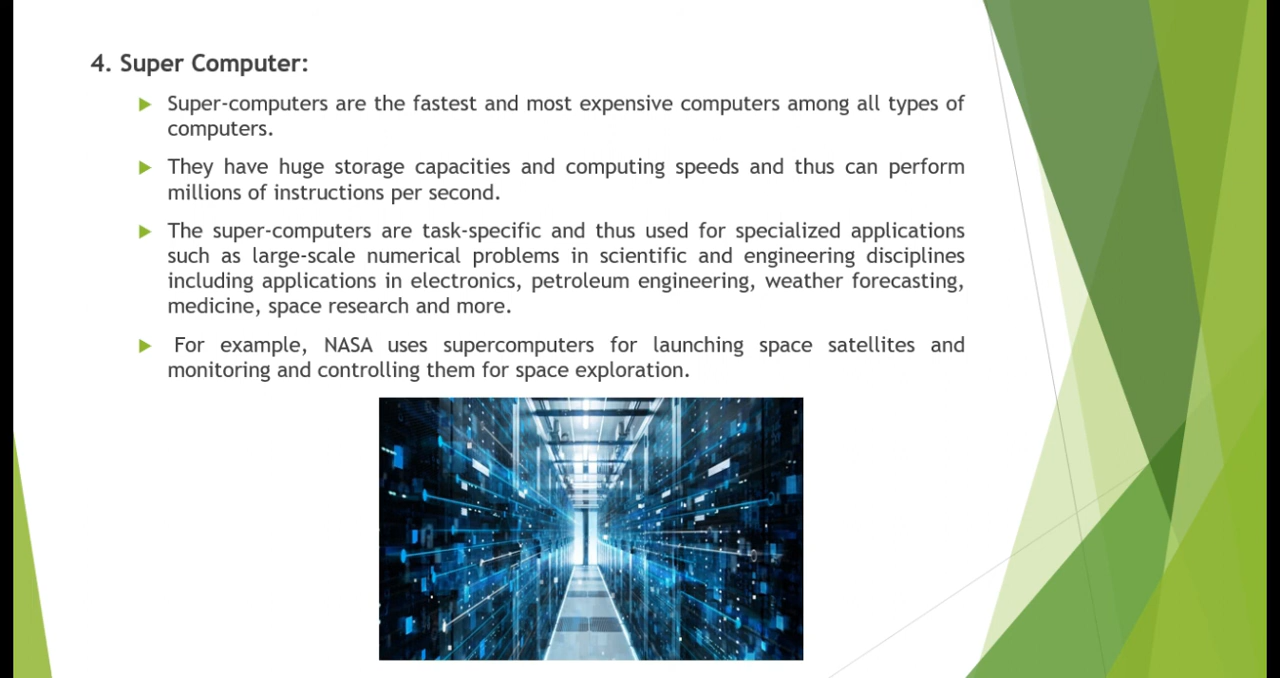 4. Super Computer:
Super-computers are the fastest and most expensive computers among all types of
computers.
They have huge storage capacities and computing speeds and thus can perform
millions of instructions per second.
The super-computers are task-specific and thus used for specialized applications
such as large-scale numerical problems in scientific and engineering disciplines
including applications in electronics, petroleum engineering, weather forecasting,
medicine, space research and more.
For example, NASA uses supercomputers for launching space satellites and
monitoring and controlling them for space exploration.